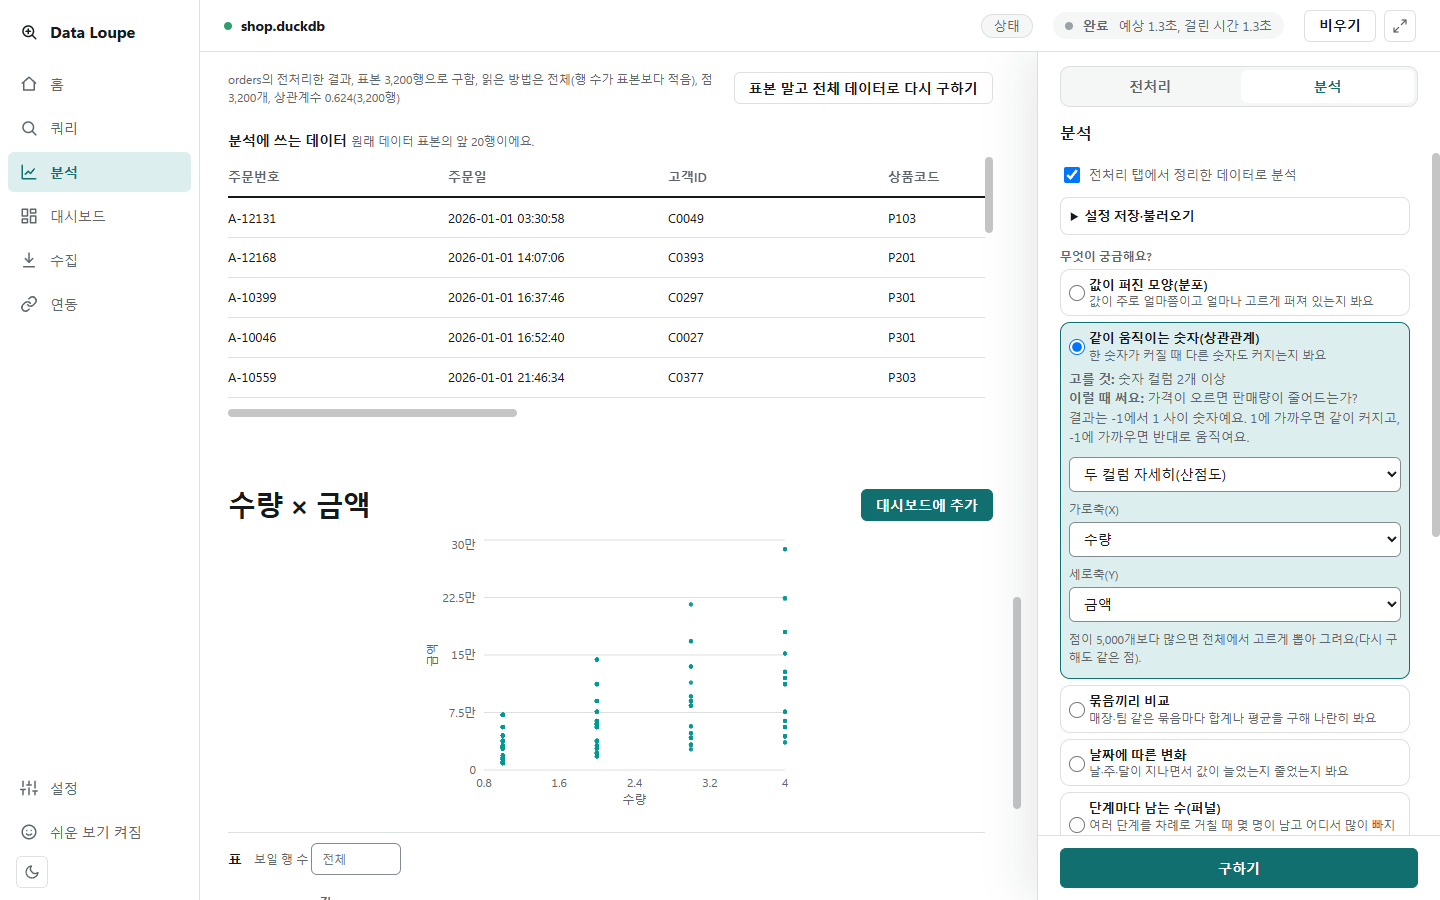 Data Loupe
홈
쿼리
분석
대시보드
수집
연동
설정
쉬운 보기 켜짐
shop.duckdb
상태
완료 예상 1.3초, 걸린 시간 1.3초
비우기
orders의 전처리한 결과, 표본 3,200행으로 구함, 읽은 방법은 전체(행 수가 표본보다 적음), 점
3,200개, 상관계수 0.624(3,200행)
표본 말고 전체 데이터로 다시 구하기
분석에 쓰는 데이터 원래 데이터 표본의 앞 20행이에요.
주문번호 주문일 고객ID 상품코드
A-12131 2026-01-01 03:30:58 C0049 P103
A-12168 2026-01-01 14:07:06 C0393 P201
A-10399 2026-01-01 16:37:46 C0297 P301
A-10046 2026-01-01 16:52:40 C0027 P301
A-10559 2026-01-01 21:46:34 C0377 P303
수량 × 금액
대시보드에 추가
30만
22.5만
15만
7.5만
0
금액
0.8 1.6 2.4 3.2 4
수량
표 보일 행 수 전체
전처리 분석
분석
전처리 탭에서 정리한 데이터로 분석
▶ 설정 저장·불러오기
무엇이 궁금해요?
값이 퍼진 모양(분포)
값이 주로 얼마쯤이고 얼마나 고르게 퍼져 있는지 봐요
같이 움직이는 숫자(상관관계)
한 숫자가 커질 때 다른 숫자도 커지는지 봐요
고를 것: 숫자 컬럼 2개 이상
이럴 때 써요: 가격이 오르면 판매량이 줄어드는가?
결과는 -1에서 1 사이 숫자예요. 1에 가까우면 같이 커지고,
-1에 가까우면 반대로 움직여요.
두 컬럼 자세히(산점도)
가로축(X)
수량
세로축(Y)
금액
점이 5,000개보다 많으면 전체에서 고르게 뽑아 그려요(다시 구
해도 같은 점).
묶음끼리 비교
매장·팀 같은 묶음마다 합계나 평균을 구해 나란히 봐요
날짜에 따른 변화
날·주·달이 지나면서 값이 늘었는지 줄었는지 봐요
단계마다 남는 수(퍼널)
여러 단계를 차례로 거칠 때 몇 명이 남고 어디서 많이 빠지
구하기